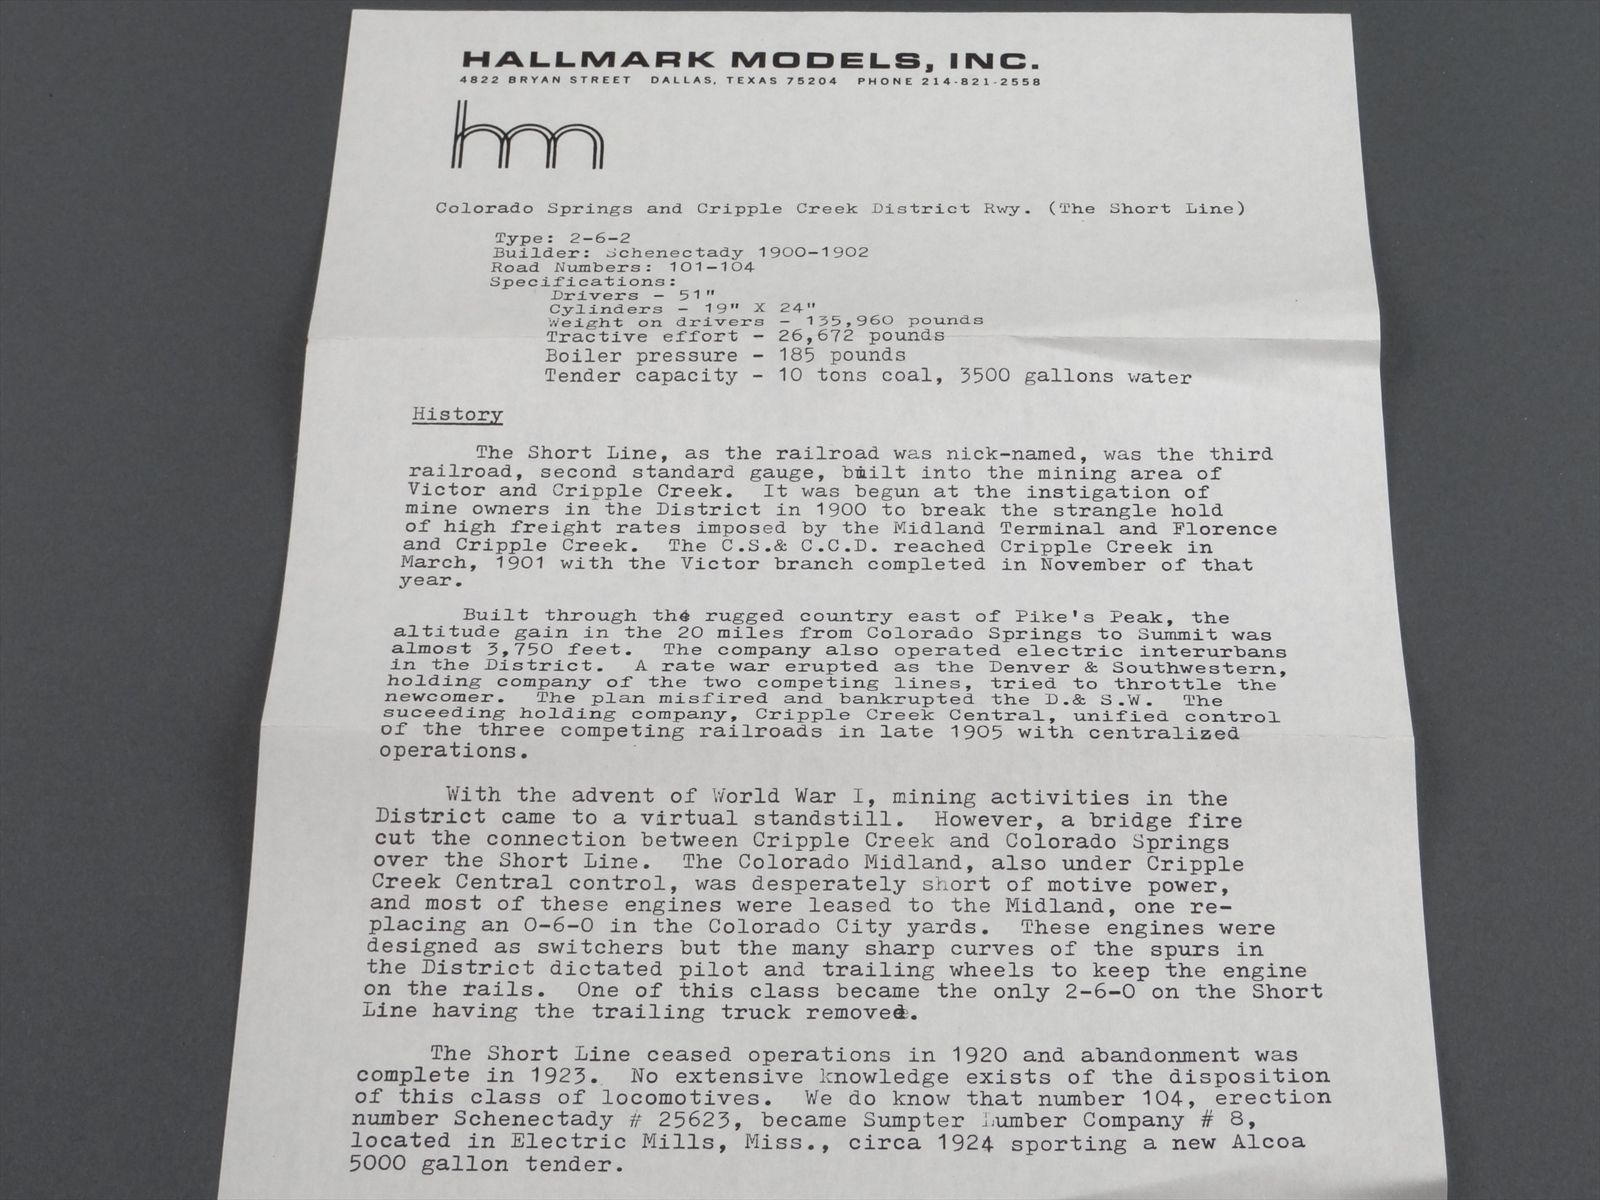 HALLMARK MODELS, INC.
4822 BRYAN STREET DALLAS, TEXAS 75204 PHONE 214-821-2558
hm
Colorado Springs and Cripple Creek District Rwy. (The Short Line)
Type: 2-6-2
Builder: Schenectady 1900-1902
Road Numbers: 101-104
Specifications:
Drivers - 51"
Cylinders - 19" X 24"
Weight on drivers - 135,960 pounds
Tractive effort - 26,672 pounds
Boiler pressure - 185 pounds
Tender capacity - 10 tons coal, 3500 gallons water
History
The Short Line, as the railroad was nick-named, was the third
railroad, second standard gauge, built into the mining area of
Victor and Cripple Creek. It was begun at the instigation of
mine owners in the District in 1900 to break the strangle hold
of high freight rates imposed by the Midland Terminal and Florence
and Cripple Creek. The C.S.& C.C.D. reached Cripple Creek in
March, 1901 with the Victor branch completed in November of that
year.
Built through the rugged country east of Pike's Peak, the
altitude gain in the 20 miles from Colorado Springs to Summit was
almost 3,750 feet. The company also operated electric interurbans
in the District. A rate war erupted as the Denver & Southwestern,
holding company of the two competing lines, tried to throttle the
newcomer. The plan misfired and bankrupted the D.& S.W. The
suceeding holding company, Cripple Creek Central, unified control
of the three competing railroads in late 1905 with centralized
operations.
With the advent of World War I, mining activities in the
District came to a virtual standstill. However, a bridge fire
cut the connection between Cripple Creek and Colorado Springs
over the Short Line. The Colorado Midland, also under Cripple
Creek Central control, was desperately short of motive power,
and most of these engines were leased to the Midland, one re-
placing an 0-6-0 in the Colorado City yards. These engines were
designed as switchers but the many sharp curves of the spurs in
the District dictated pilot and trailing wheels to keep the engine
on the rails. One of this class became the only 2-6-0 on the Short
Line having the trailing truck removed.
The Short Line ceased operations in 1920 and abandonment was
complete in 1923. No extensive knowledge exists of the disposition
of this class of locomotives. We do know that number 104, erection
number Schenectady # 25623, became Sumpter Lumber Company # 8,
located in Electric Mills, Miss., circa 1924 sporting a new Alcoa
5000 gallon tender.